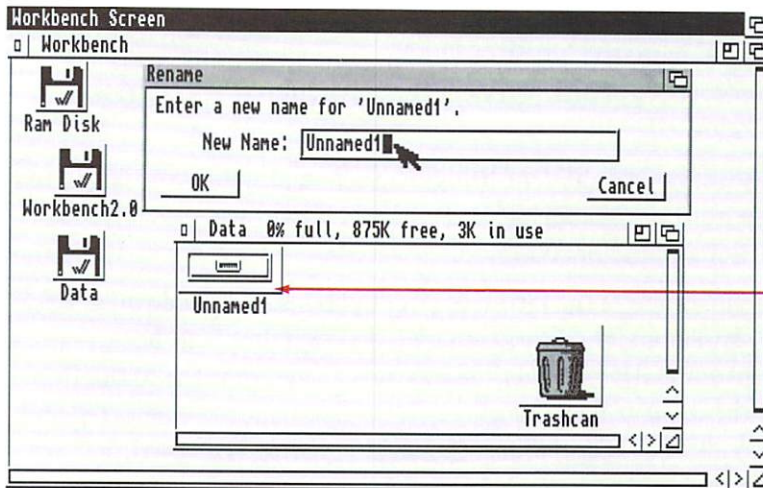 Workbench Screen
Workbench
Ram Disk
Workbench2.0
Data
Rename
Enter a new name for 'Unnamed1'.
New Name: Unnamed1
OK
Cancel
Data 0% full, 875K free, 3K in use
Unnamed1
Trashcan